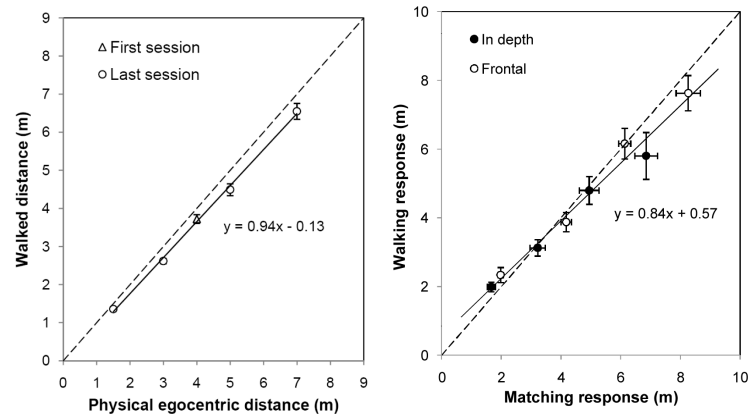 9
8
7
6
5
4
3
2
1
0
Walked distance (m)
First session
Last session
y = 0.94x - 0.13
0 1 2 3 4 5 6 7 8 9
Physical egocentric distance (m)
10
8
6
4
2
0
Walking response (m)
In depth
Frontal
y = 0.84x + 0.57
0 2 4 6 8 10
Matching response (m)